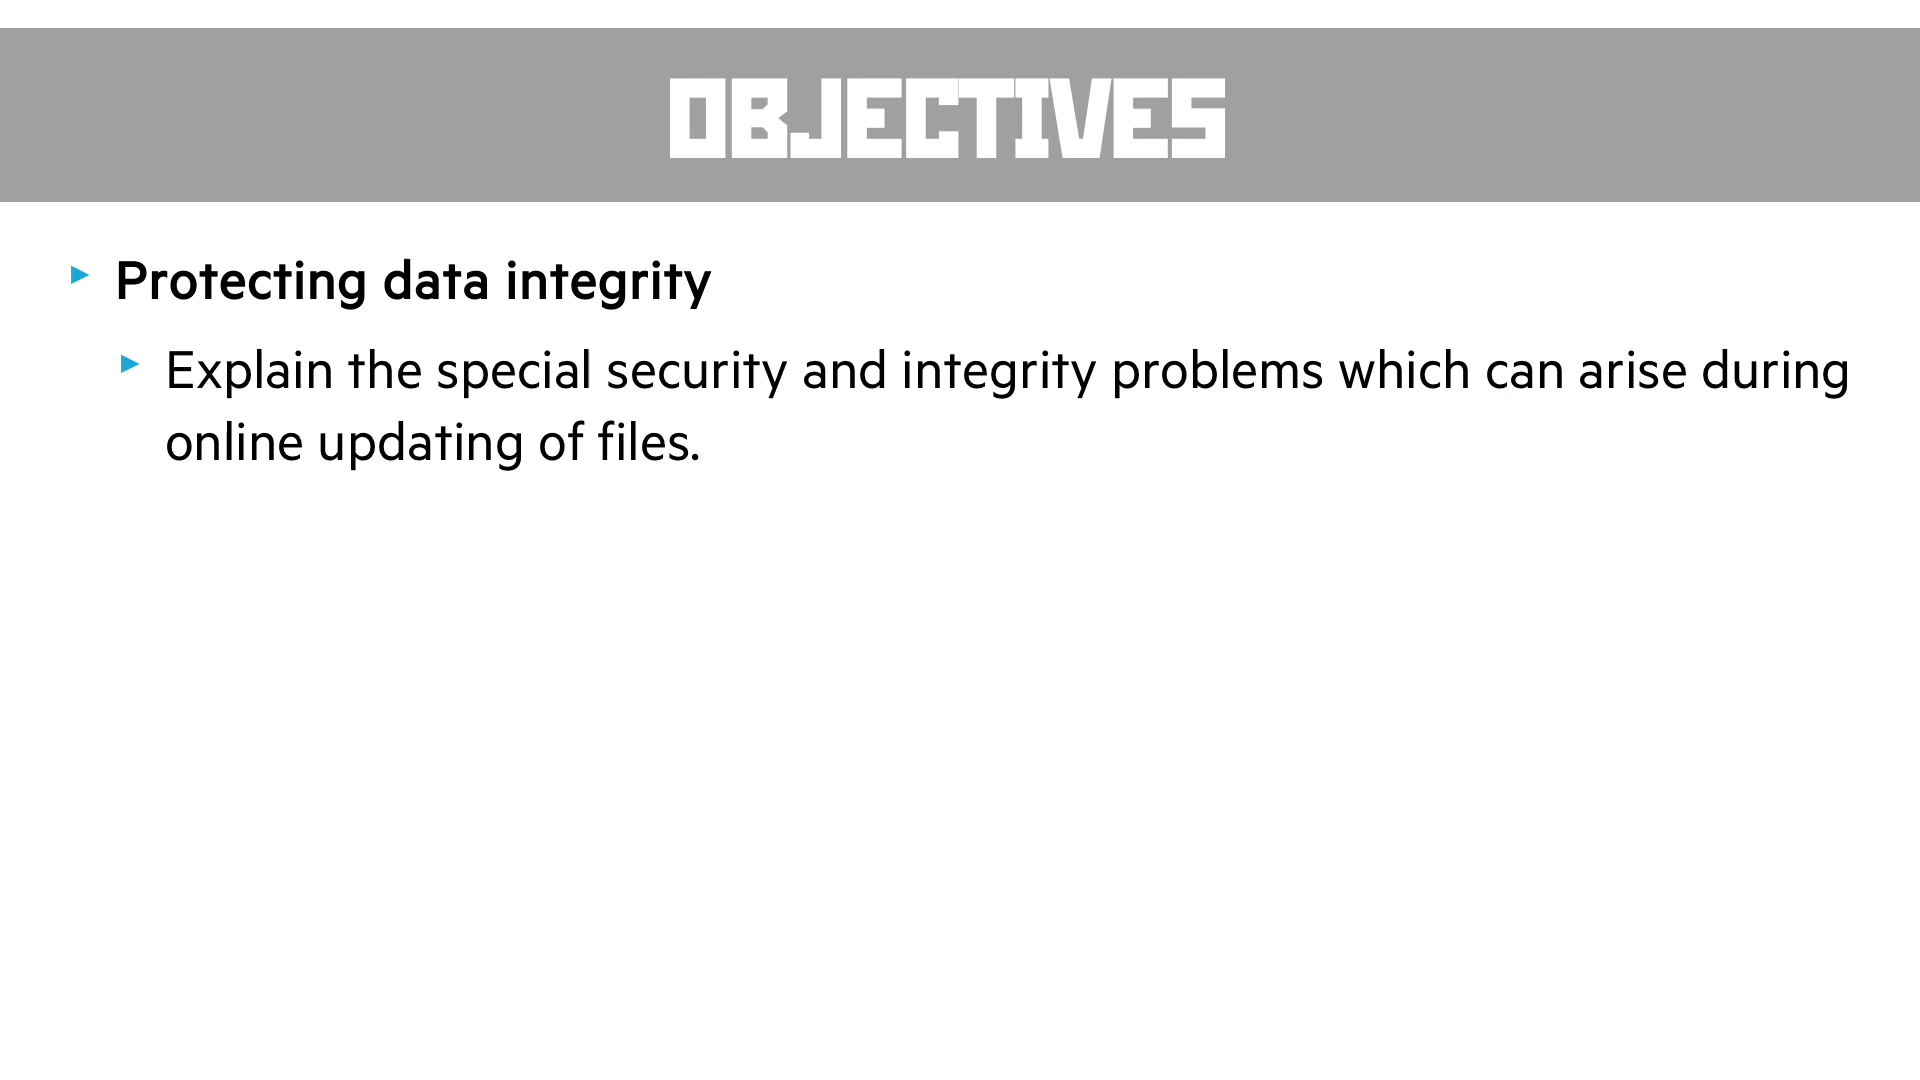 OBJECTIVES
Protecting data integrity
Explain the special security and integrity problems which can arise during
online updating of files.